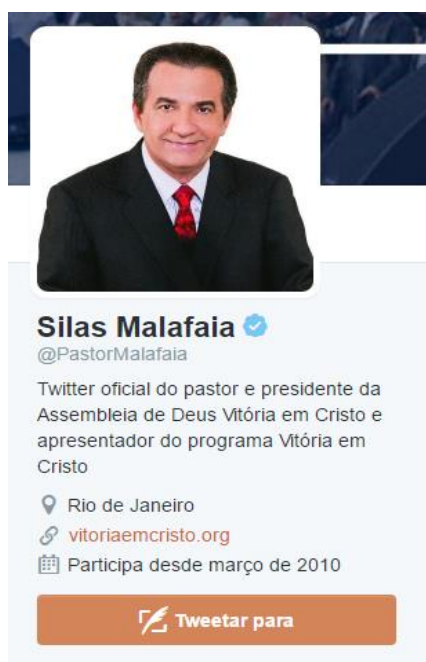 Silas Malafaia
@PastorMalafaia
Twitter oficial do pastor e presidente da
Assembleia de Deus Vitória em Cristo e
apresentador do programa Vitória em
Cristo
Rio de Janeiro
vitoriaemcristo.org
Participa desde março de 2010
Tweetar para